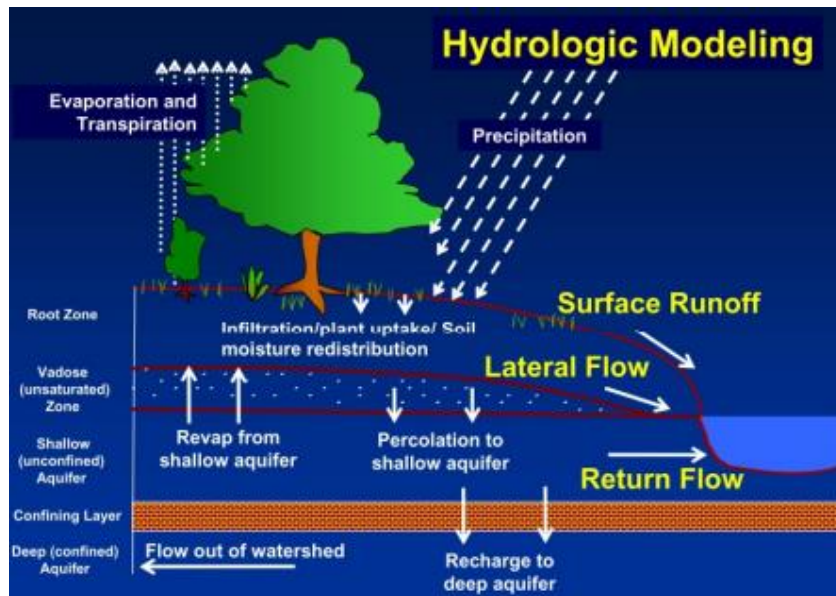 Hydrologic Modeling
Evaporation and
Transpiration
Precipitation
Root Zone
Surface Runoff
Infiltration/plant uptake/ Soil
moisture redistribution
Lateral Flow
Vadose
(unsaturated)
Zone
Revap from
shallow aquifer
Percolation to
shallow aquifer
Shallow
(unconfined)
Aquifer
Return Flow
Confining Layer
Deep (confined)
Aquifer
Flow out of watershed
Recharge to
deep aquifer